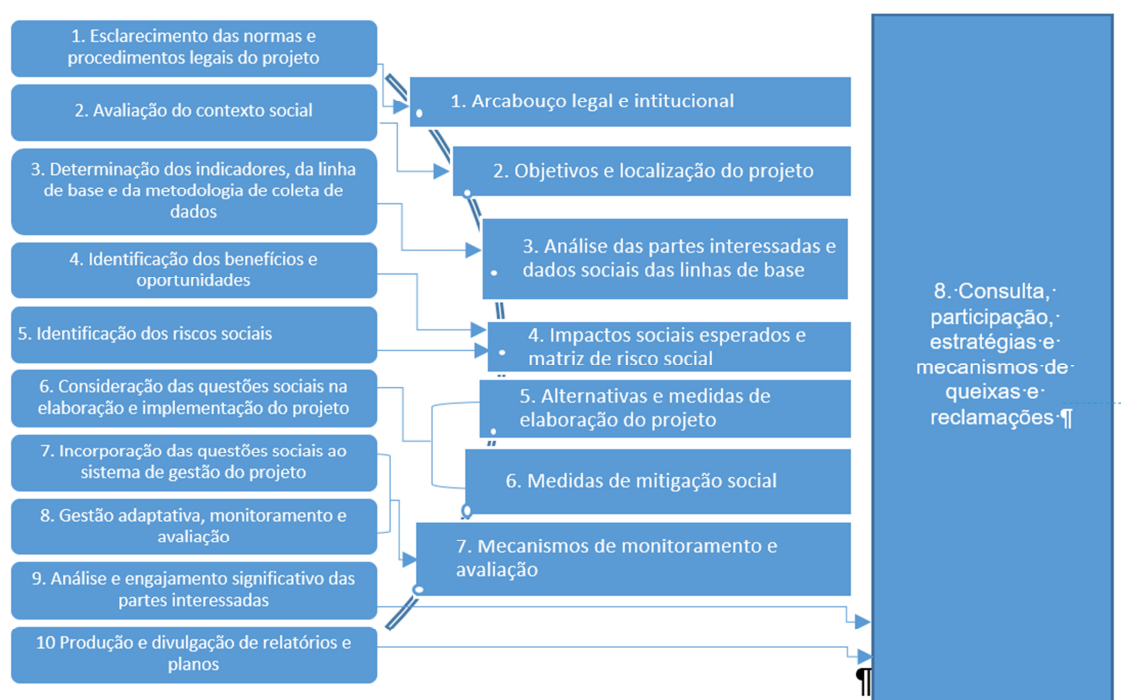 1. Esclarecimento das normas e
procedimentos legais do projeto
2. Avaliação do contexto social
3. Determinação dos indicadores, da linha
de base e da metodologia de coleta de
dados
4. Identificação dos benefícios e
oportunidades
5. Identificação dos riscos sociais
6. Consideração das questões sociais na
elaboração e implementação do projeto
7. Incorporação das questões sociais ao
sistema de gestão do projeto
8. Gestão adaptativa, monitoramento e
avaliação
9. Análise e engajamento significativo das
partes interessadas
10 Produção e divulgação de relatórios e
planos
1. Arcabouço legal e intitucional
2. Objetivos e localização do projeto
3. Análise das partes interessadas e
dados sociais das linhas de base
4. Impactos sociais esperados e
matriz de risco social
5. Alternativas e medidas de
elaboração do projeto
6. Medidas de mitigação social
7. Mecanismos de monitoramento e
avaliação
8.·Consulta,·
participação,·
estratégias·e·
mecanismos·de·
queixas·e·
reclamações·¶
¶